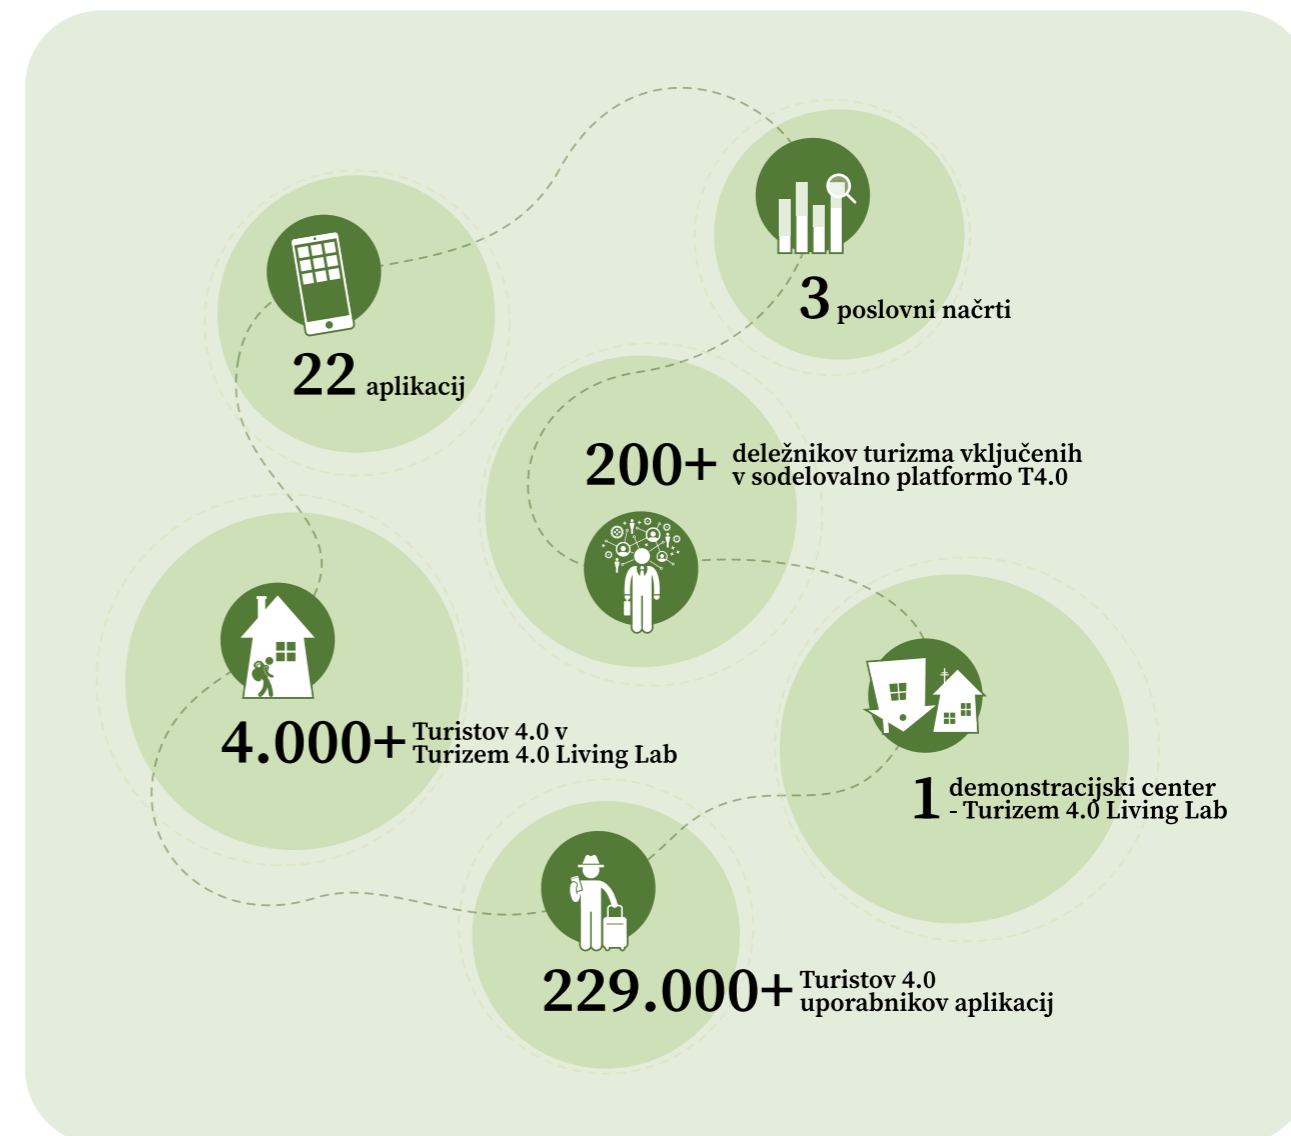 3 poslovni načrti
22 aplikacij
200+ deležnikov turizma vključenih
v sodelovalno platformo T4.0
4.000+ Turistov 4.0 v
Turizem 4.0 Living Lab
1 demonstracijski center
- Turizem 4.0 Living Lab
229.000+ Turistov 4.0
uporabnikov aplikacij